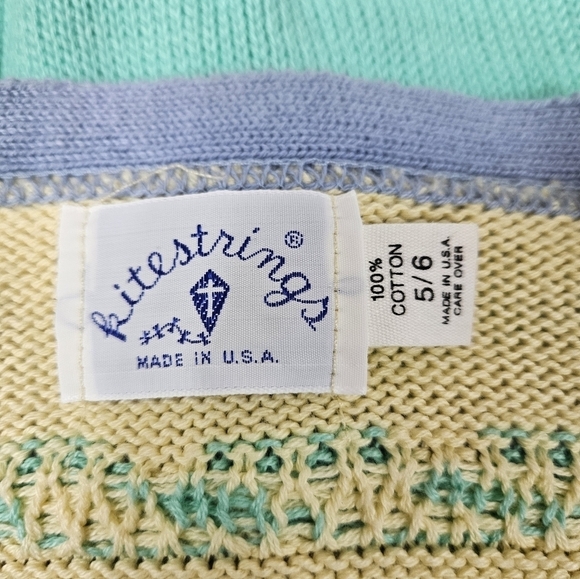 kitestrings®
MADE IN U.S.A.
100%
COTTON
5/6
MADE IN U.S.A.
CARE OVER